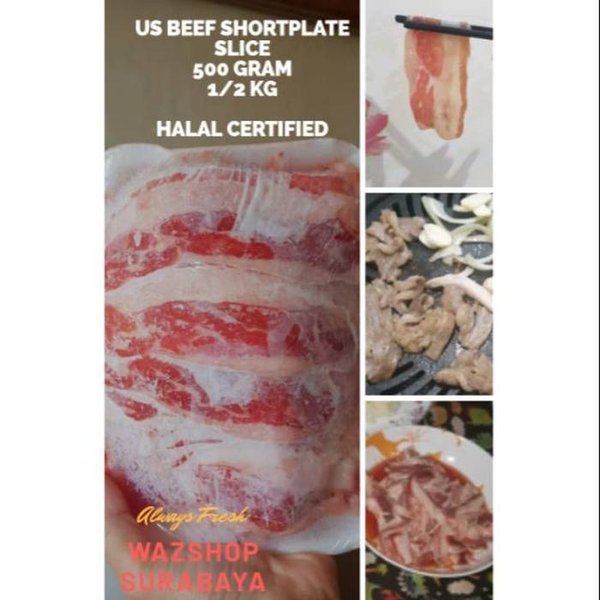 US BEEF SHORTPLATE
SLICE
500 GRAM
1/2 KG
HALAL CERTIFIED
Always Fresh
WAZSHOP
SURABAYA